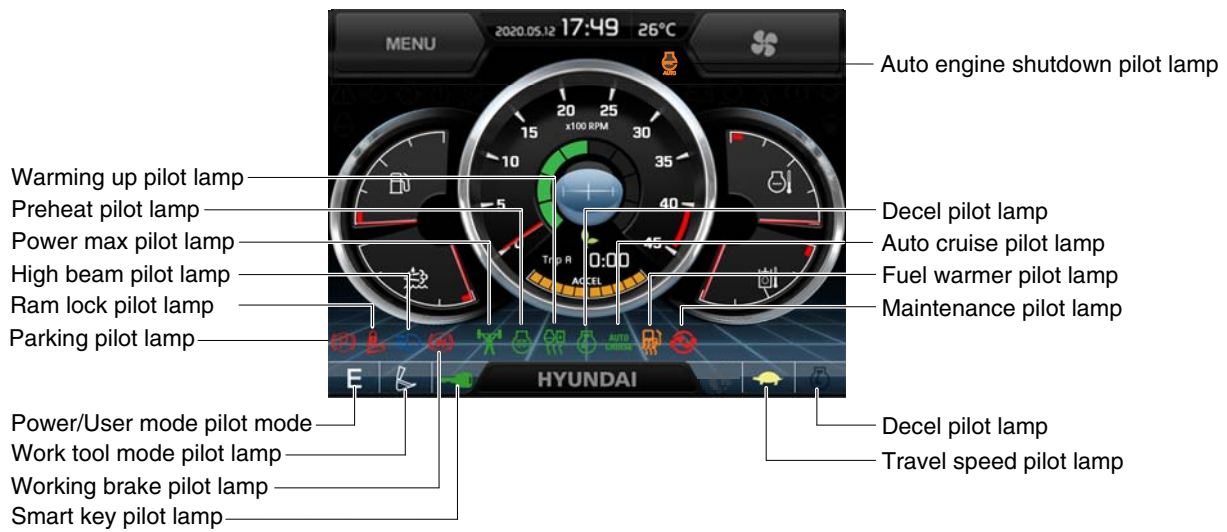 MENU
2020.05.12 17:49 26°C
AUTO
Auto engine shutdown pilot lamp
20 25
x100 RPM
15 30
10 35
5 40
0 45
Trip A 0:00
ACCEL
Warming up pilot lamp
Preheat pilot lamp
Power max pilot lamp
High beam pilot lamp
Ram lock pilot lamp
Parking pilot lamp
Decel pilot lamp
Auto cruise pilot lamp
Fuel warmer pilot lamp
Maintenance pilot lamp
AUTO
CRUISE
E
HYUNDAI
Power/User mode pilot mode
Work tool mode pilot lamp
Working brake pilot lamp
Smart key pilot lamp
Decel pilot lamp
Travel speed pilot lamp